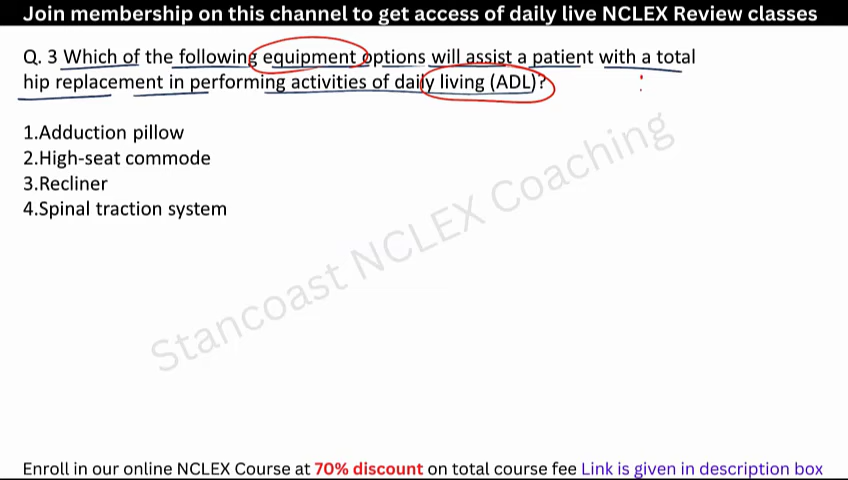 Join membership on this channel to get access of daily live NCLEX Review classes
Q. 3 Which of the following equipment options will assist a patient with a total
hip replacement in performing activities of daily living (ADL)?
1.Adduction pillow
2.High-seat commode
3.Recliner
4.Spinal traction system
Stancoast NCLEX Coaching
Enroll in our online NCLEX Course at 70% discount on total course fee Link is given in description box